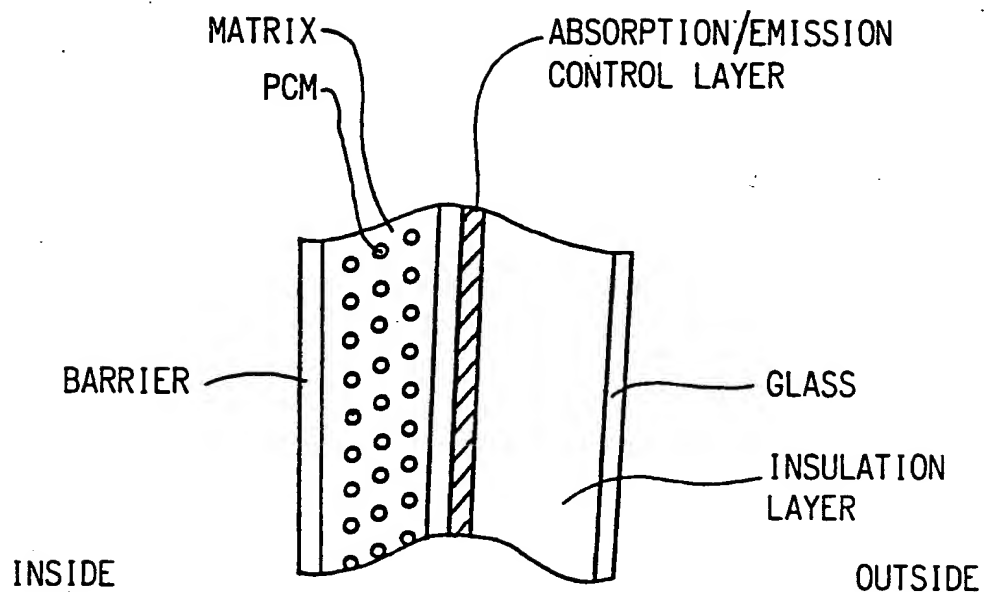 MATRIX
PCM
ABSORPTION/EMISSION
CONTROL LAYER
BARRIER
GLASS
INSULATION
LAYER
INSIDE
OUTSIDE